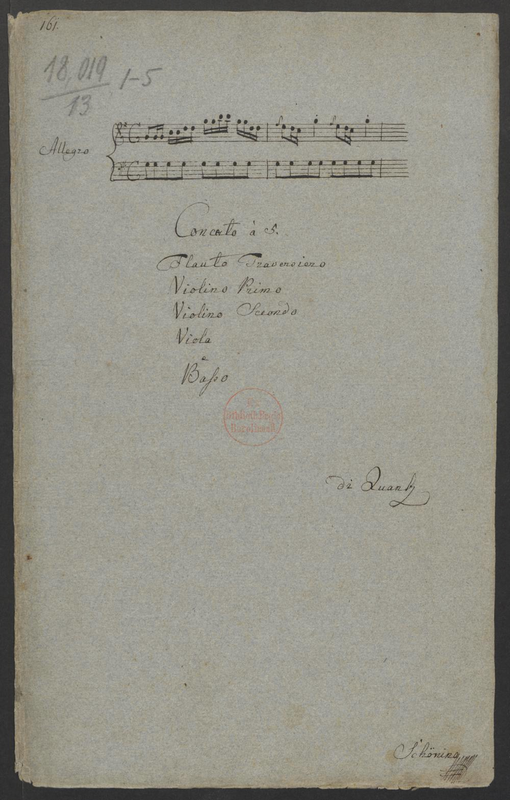 161.
18,019
13
1-5
Allegro
Concerto à 5.
Flauto Traversiero
Violino Primo
Violino Secondo
Viola
e
Basso
di Quantz
Schöning